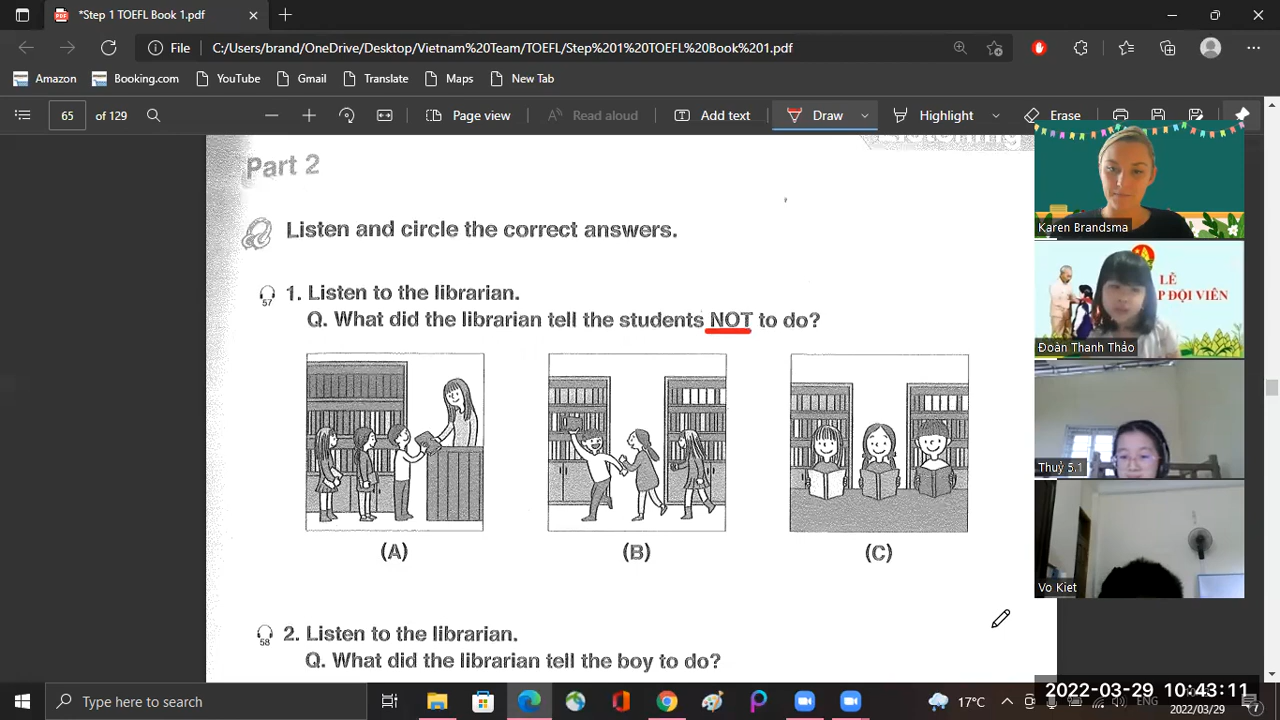 *Step 1 TOEFL Book 1.pdf
File C:/Users/brand/OneDrive/Desktop/Vietnam%20Team/TOEFL/Step%201%20TOEFL%20Book%201.pdf
Amazon Booking.com YouTube Gmail Translate Maps New Tab
65 of 129 Page view Read aloud Add text Draw Highlight Erase
Part 2
Listen and circle the correct answers.
57 1. Listen to the librarian.
Q. What did the librarian tell the students NOT to do?
(A) (B) (C)
58 2. Listen to the librarian.
Q. What did the librarian tell the boy to do?
Karen Brandsma
LỄ
P ĐỘI VIÊN
Đoàn Thanh Thảo
Thuỷ 5.1
Vo Kiet
Type here to search
17°C
ENG
2022-03-29 10:43:11
2022/03/29